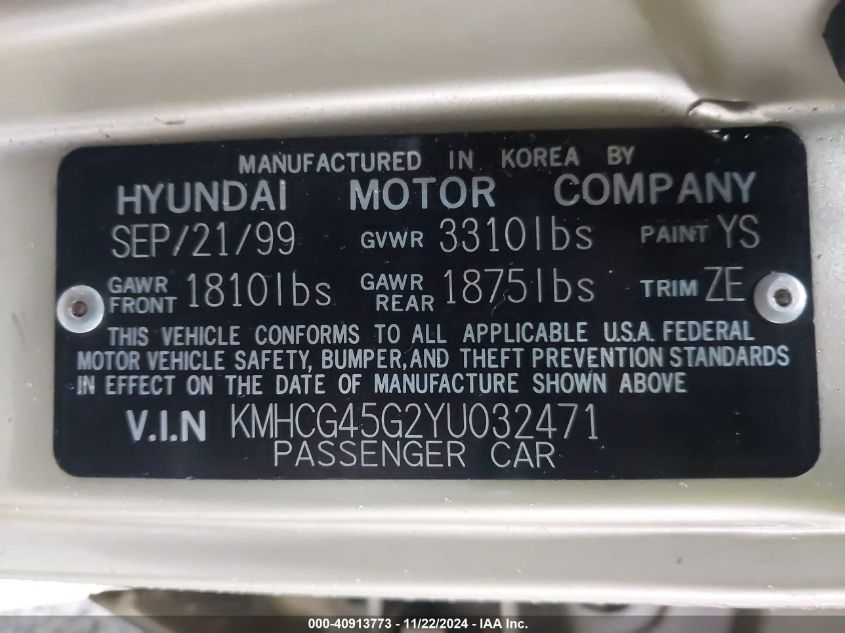 MANUFACTURED IN KOREA BY
HYUNDAI MOTOR COMPANY
SEP/21/99 GVWR 3310lbs PAINT YS
GAWR FRONT 1810lbs GAWR REAR 1875lbs TRIM ZE
THIS VEHICLE CONFORMS TO ALL APPLICABLE U.S.A. FEDERAL
MOTOR VEHICLE SAFETY, BUMPER, AND THEFT PREVENTION STANDARDS
IN EFFECT ON THE DATE OF MANUFACTURE SHOWN ABOVE
V.I.N KMHCG45G2YU032471
PASSENGER CAR
000-40913773 - 11/22/2024 - IAA Inc.